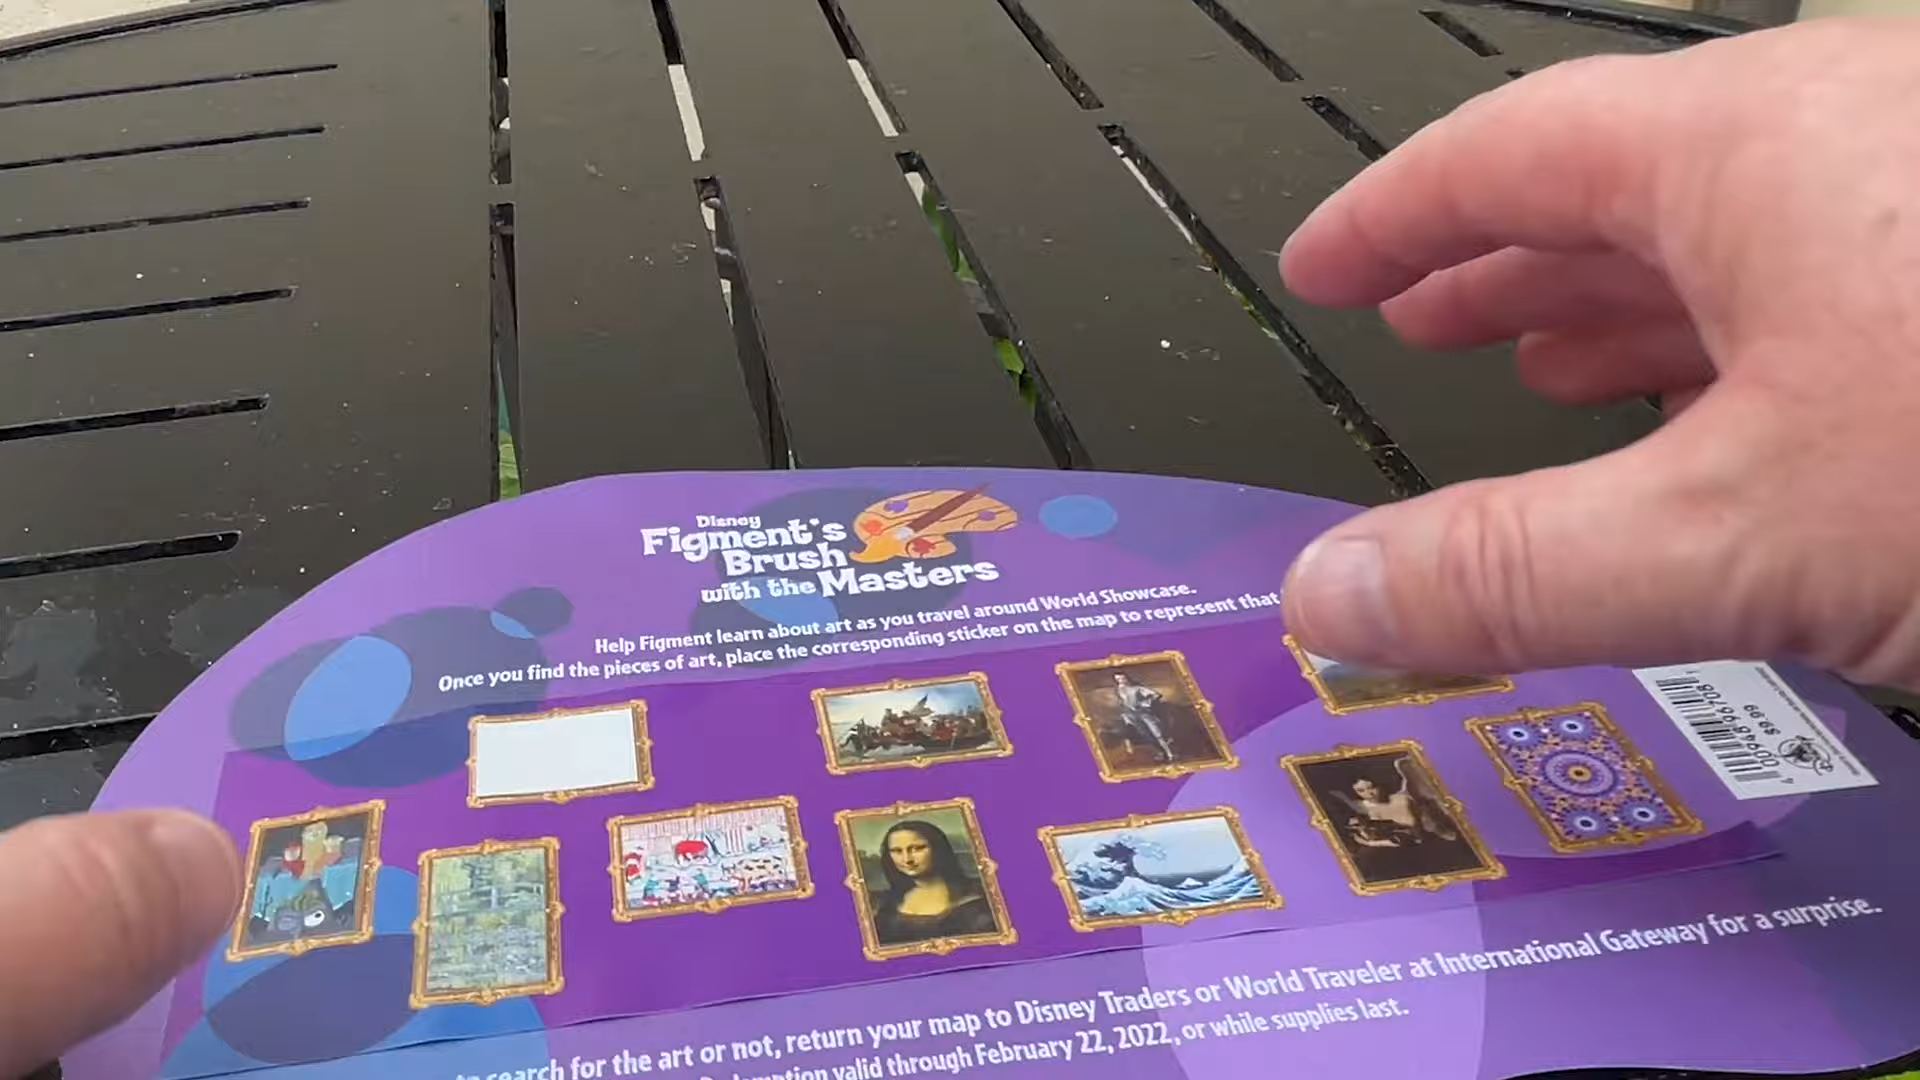 Disney
Figment's
Brush
with the Masters
Help Figment learn about art as you travel around World Showcase.
Once you find the pieces of art, place the corresponding sticker on the map to represent that
$9.99
search for the art or not, return your map to Disney Traders or World Traveler at International Gateway for a surprise.
valid through February 22, 2022, or while supplies last.